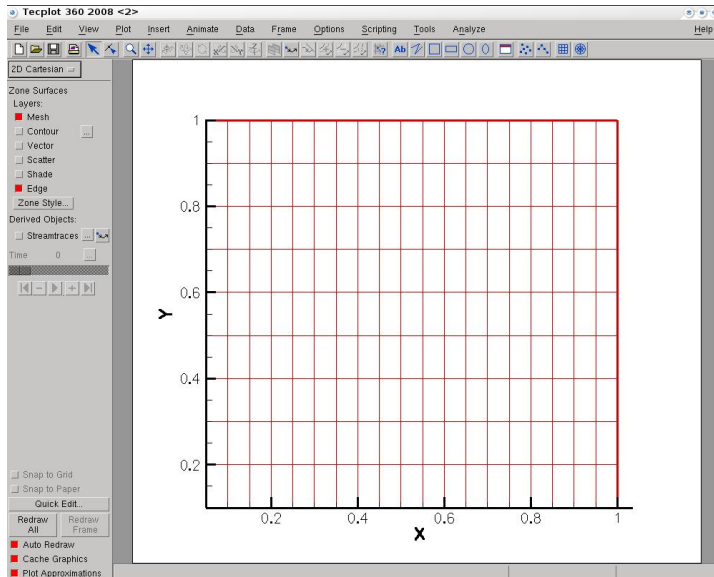 Tecplot 360 2008 <2>
File Edit View Plot Insert Animate Data Frame Options Scripting Tools Analyze Help
Ab
2D Cartesian
Zone Surfaces
Layers:
Mesh
Contour ...
Vector
Scatter
Shade
Edge
Zone Style...
Derived Objects:
Streamtraces ...
Time 0 ...
Snap to Grid
Snap to Paper
Quick Edit...
Redraw All
Redraw Frame
Auto Redraw
Cache Graphics
Plot Approximations
1
0.8
0.6
Y
0.4
0.2
0.2 0.4 0.6 0.8 1
X